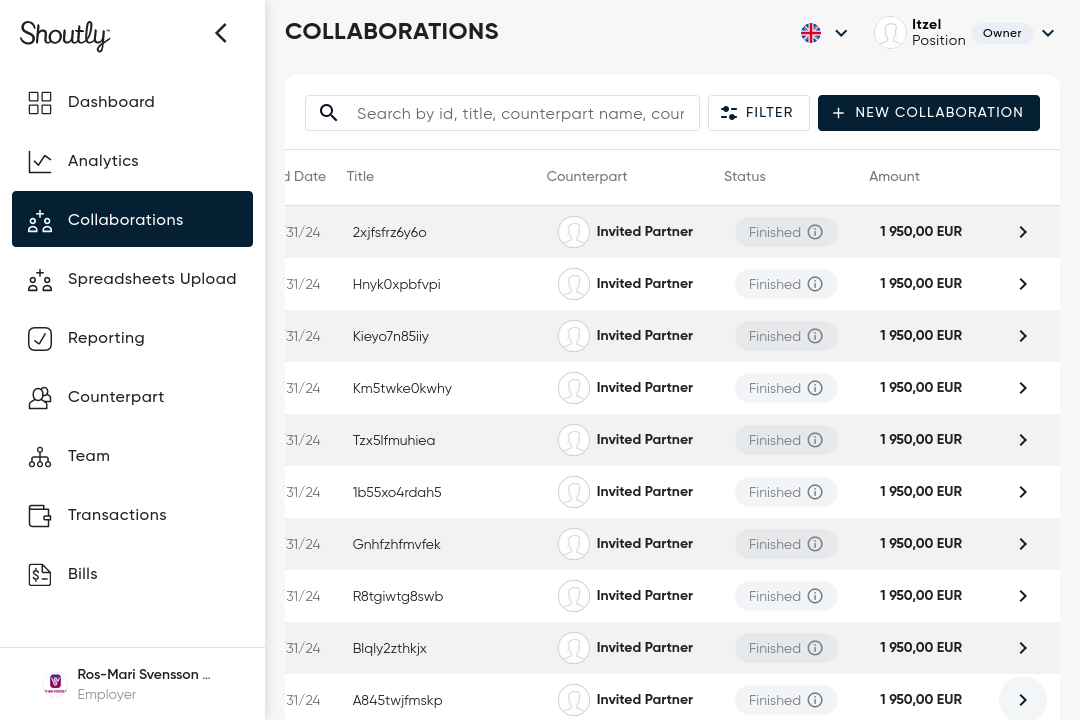 Shoutly
COLLABORATIONS
Itzel
Position
Owner
Dashboard
Analytics
Collaborations
Spreadsheets Upload
Reporting
Counterpart
Team
Transactions
Bills
Ros-Mari Svensson ...
Employer
Search by id, title, counterpart name, cour
FILTER
+ NEW COLLABORATION
d Date Title Counterpart Status Amount
31/24 2xjfsfrz6y6o Invited Partner Finished 1 950,00 EUR
31/24 Hnyk0xpbfvpi Invited Partner Finished 1 950,00 EUR
31/24 Kieyo7n85iiy Invited Partner Finished 1 950,00 EUR
31/24 Km5twke0kwhy Invited Partner Finished 1 950,00 EUR
31/24 Tzx5lfmuhiea Invited Partner Finished 1 950,00 EUR
31/24 1b55xo4rdah5 Invited Partner Finished 1 950,00 EUR
31/24 Gnhfzhfmvfek Invited Partner Finished 1 950,00 EUR
31/24 R8tgiwtg8swb Invited Partner Finished 1 950,00 EUR
31/24 Blqly2zthkjx Invited Partner Finished 1 950,00 EUR
31/24 A845twjfmskp Invited Partner Finished 1 950,00 EUR